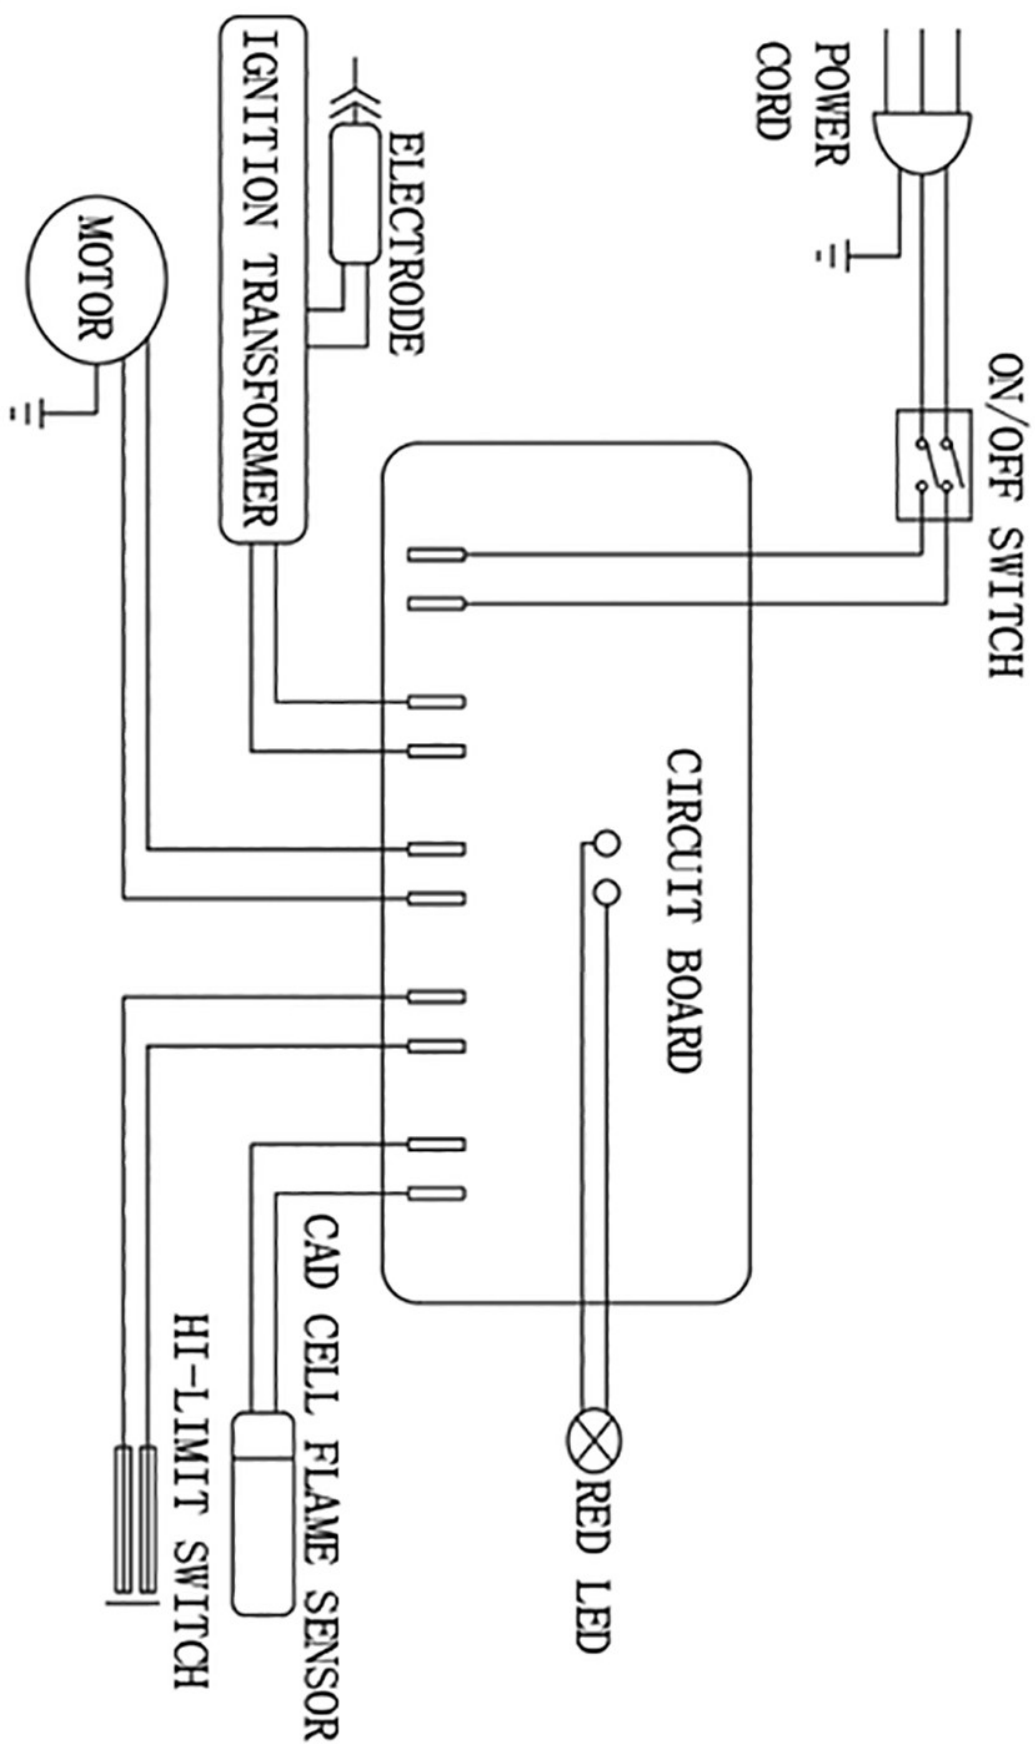 POWER
CORD
ON/OFF SWITCH
ELECTRODE
IGNITION TRANSFORMER
MOTOR
CIRCUIT BOARD
RED LED
CAD CELL FLAME SENSOR
HI-LIMIT SWITCH